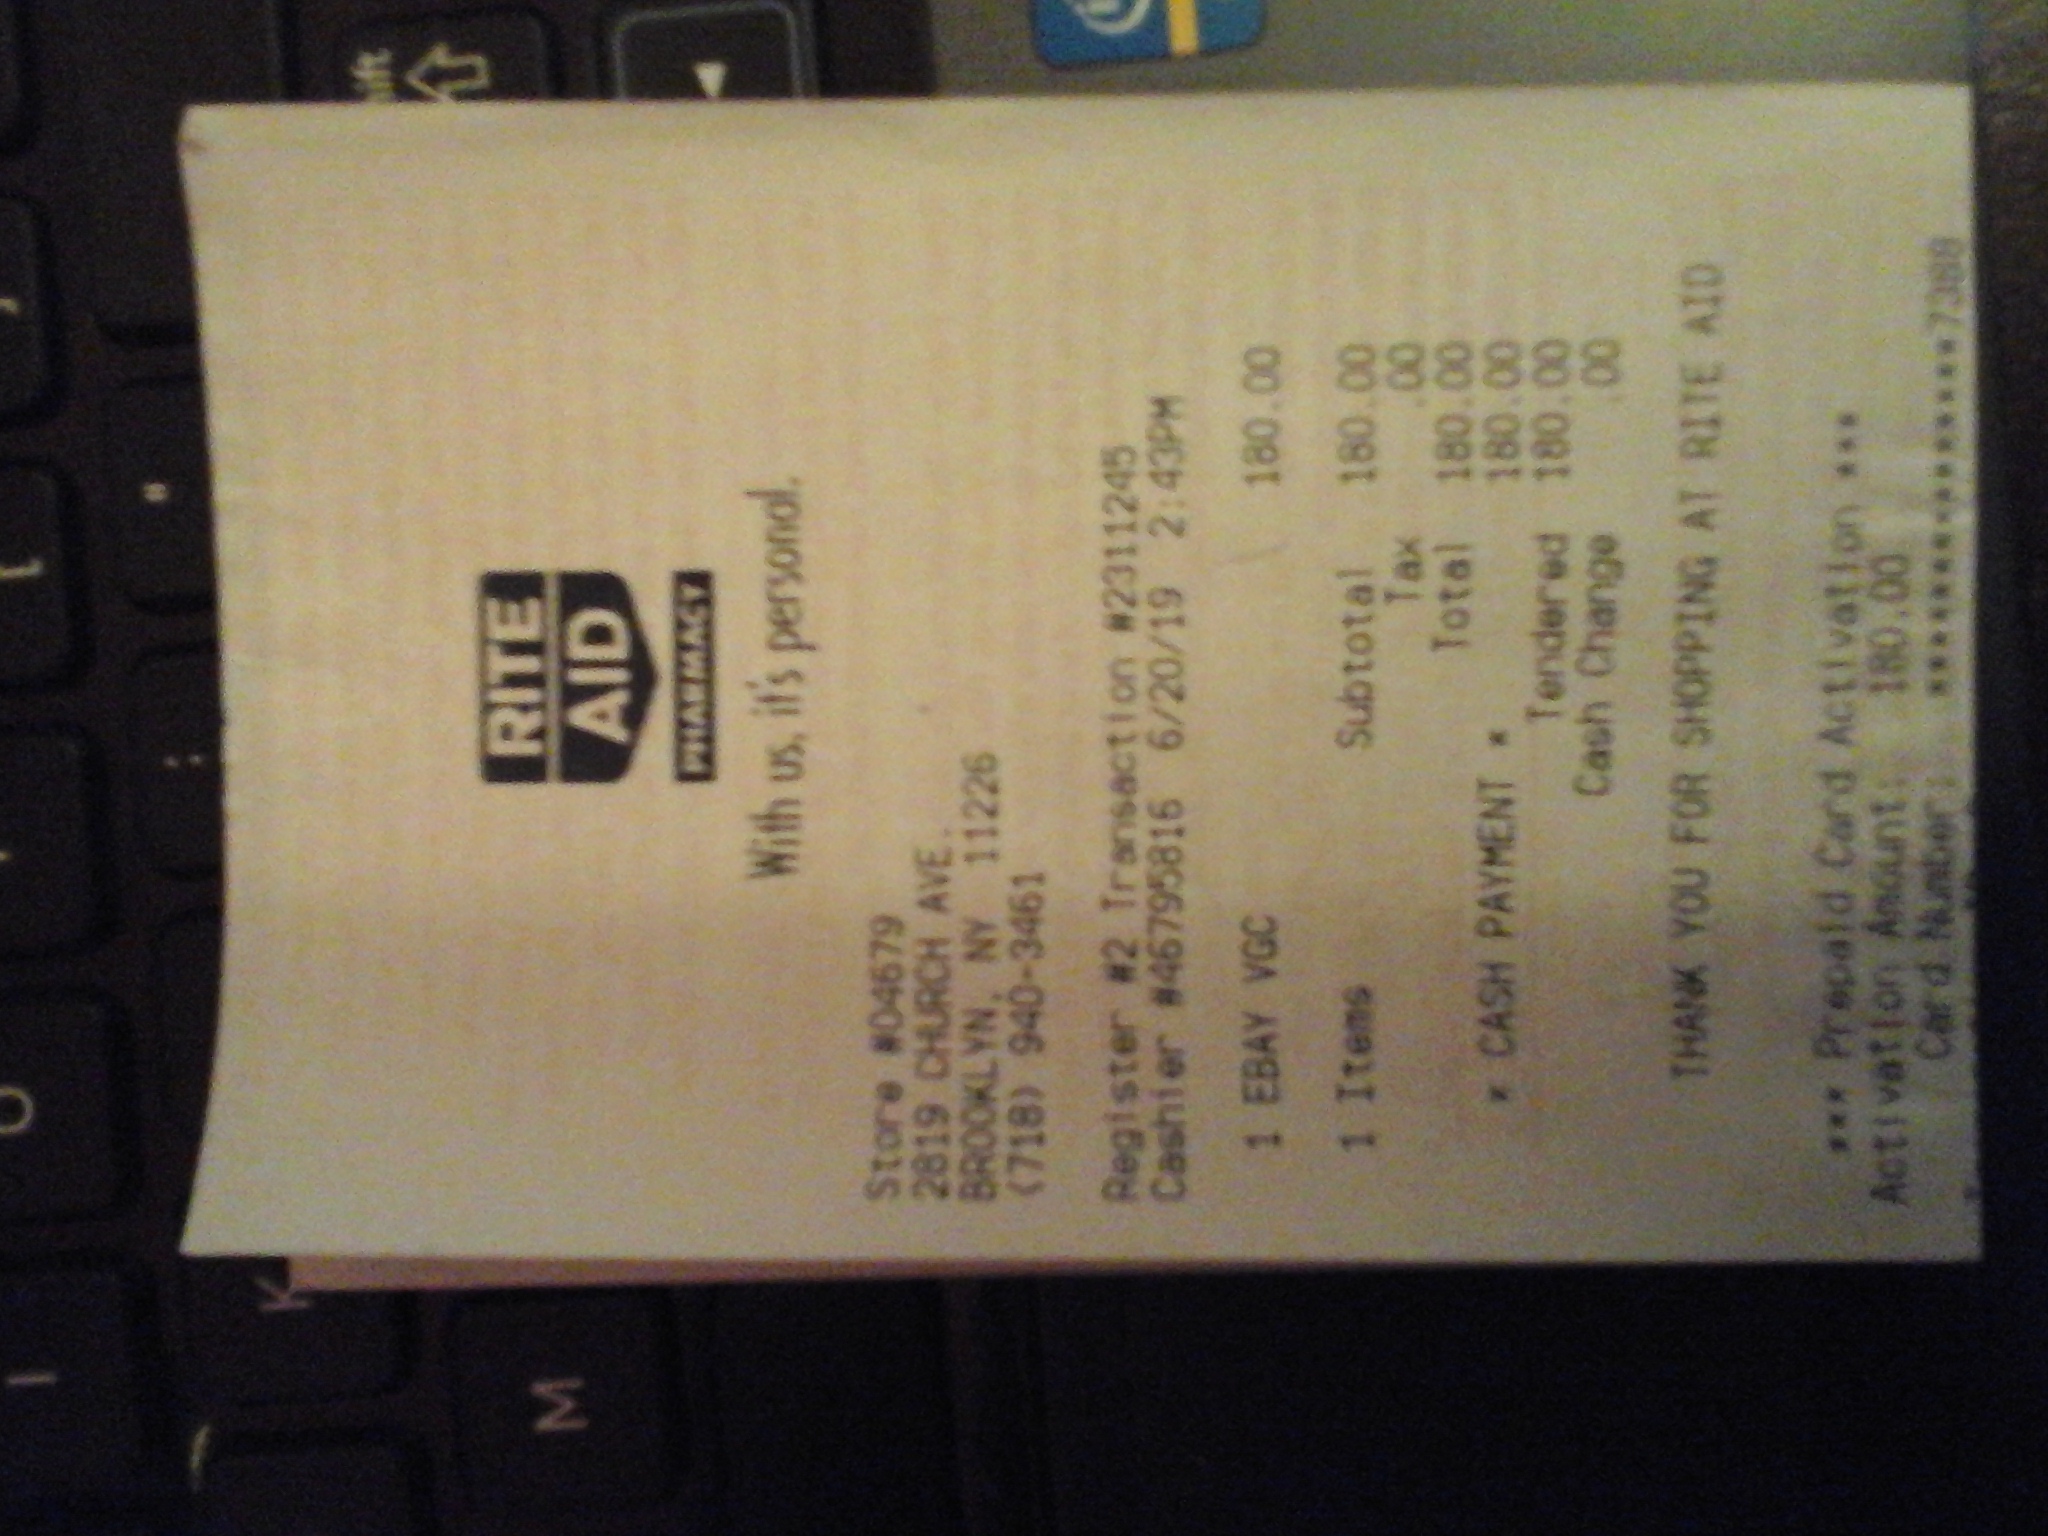 RITE
AID
PHARMACY
With us, it's personal.
Store #04679
2819 CHURCH AVE.
BROOKLYN, NY 11226
(718) 940-3461
Register #2 Transaction #2311245
Cashier #46795816 6/20/19 2:43PM
1 EBAY VGC 180.00
1 Items Subtotal 180.00
Tax .00
Total 180.00
* CASH PAYMENT * 180.00
Tendered 180.00
Cash Change .00
THANK YOU FOR SHOPPING AT RITE AID
*** Prepaid Card Activation ***
Activation Amount: 180.00
Card Number: ***************7388
ift
K
M
O
I